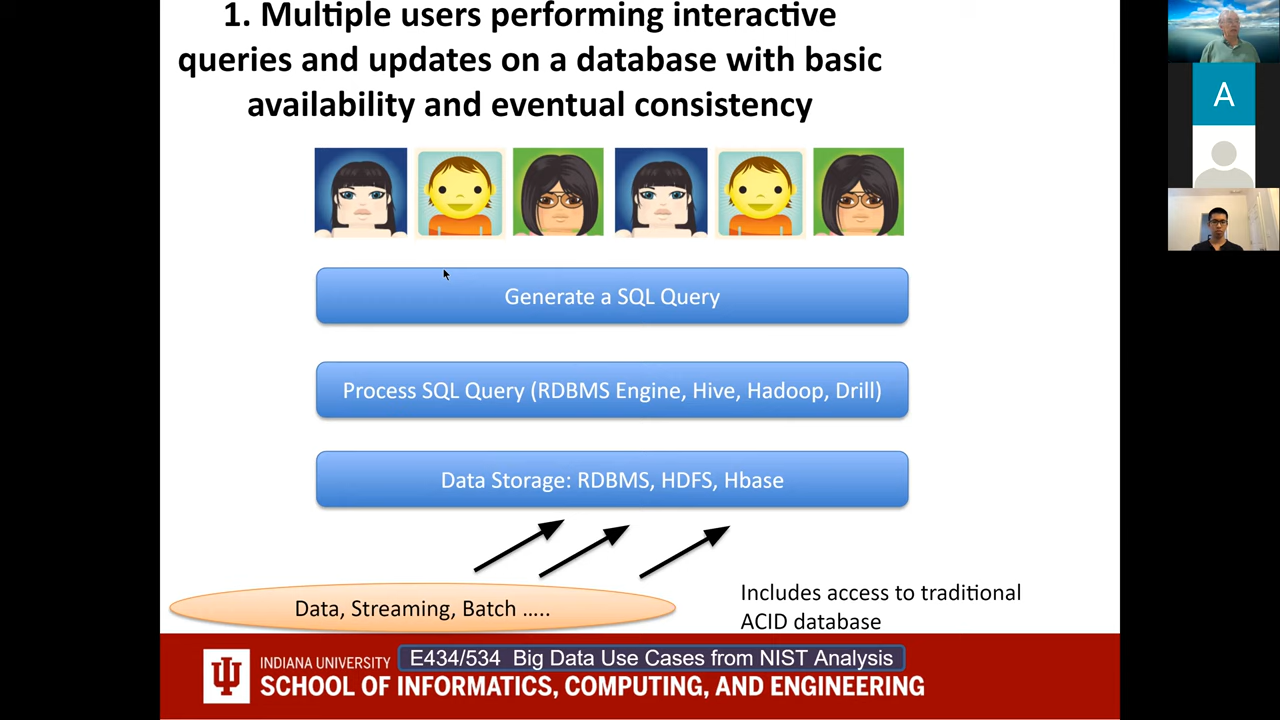 1. Multiple users performing interactive
queries and updates on a database with basic
availability and eventual consistency
A
Generate a SQL Query
Process SQL Query (RDBMS Engine, Hive, Hadoop, Drill)
Data Storage: RDBMS, HDFS, Hbase
Data, Streaming, Batch …..
Includes access to traditional
ACID database
INDIANA UNIVERSITY
E434/534 Big Data Use Cases from NIST Analysis
SCHOOL OF INFORMATICS, COMPUTING, AND ENGINEERING